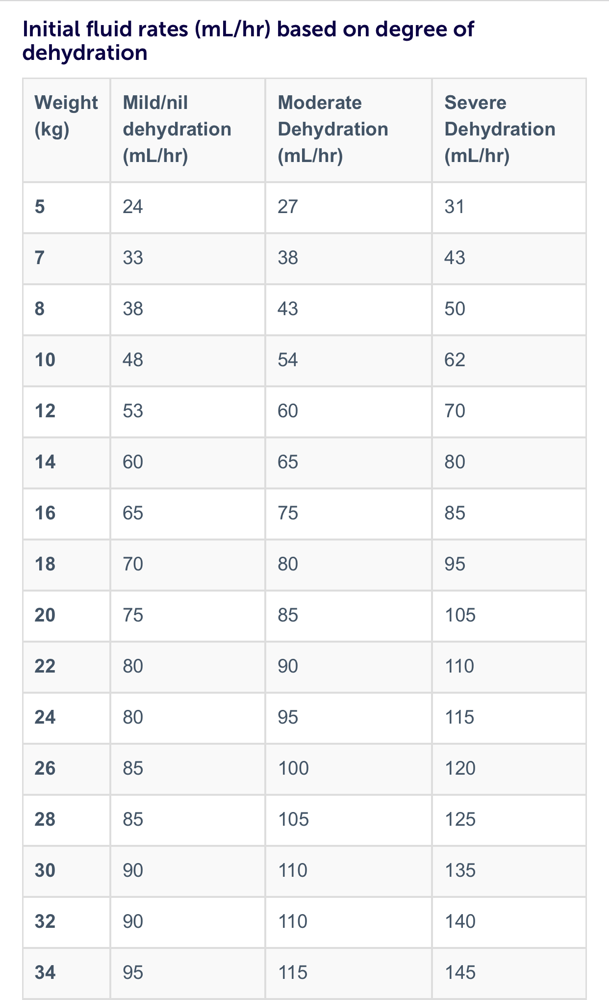 Initial fluid rates (mL/hr) based on degree of
dehydration
Weight (kg) Mild/nil dehydration (mL/hr) Moderate Dehydration (mL/hr) Severe Dehydration (mL/hr)
5 24 27 31
7 33 38 43
8 38 43 50
10 48 54 62
12 53 60 70
14 60 65 80
16 65 75 85
18 70 80 95
20 75 85 105
22 80 90 110
24 80 95 115
26 85 100 120
28 85 105 125
30 90 110 135
32 90 110 140
34 95 115 145